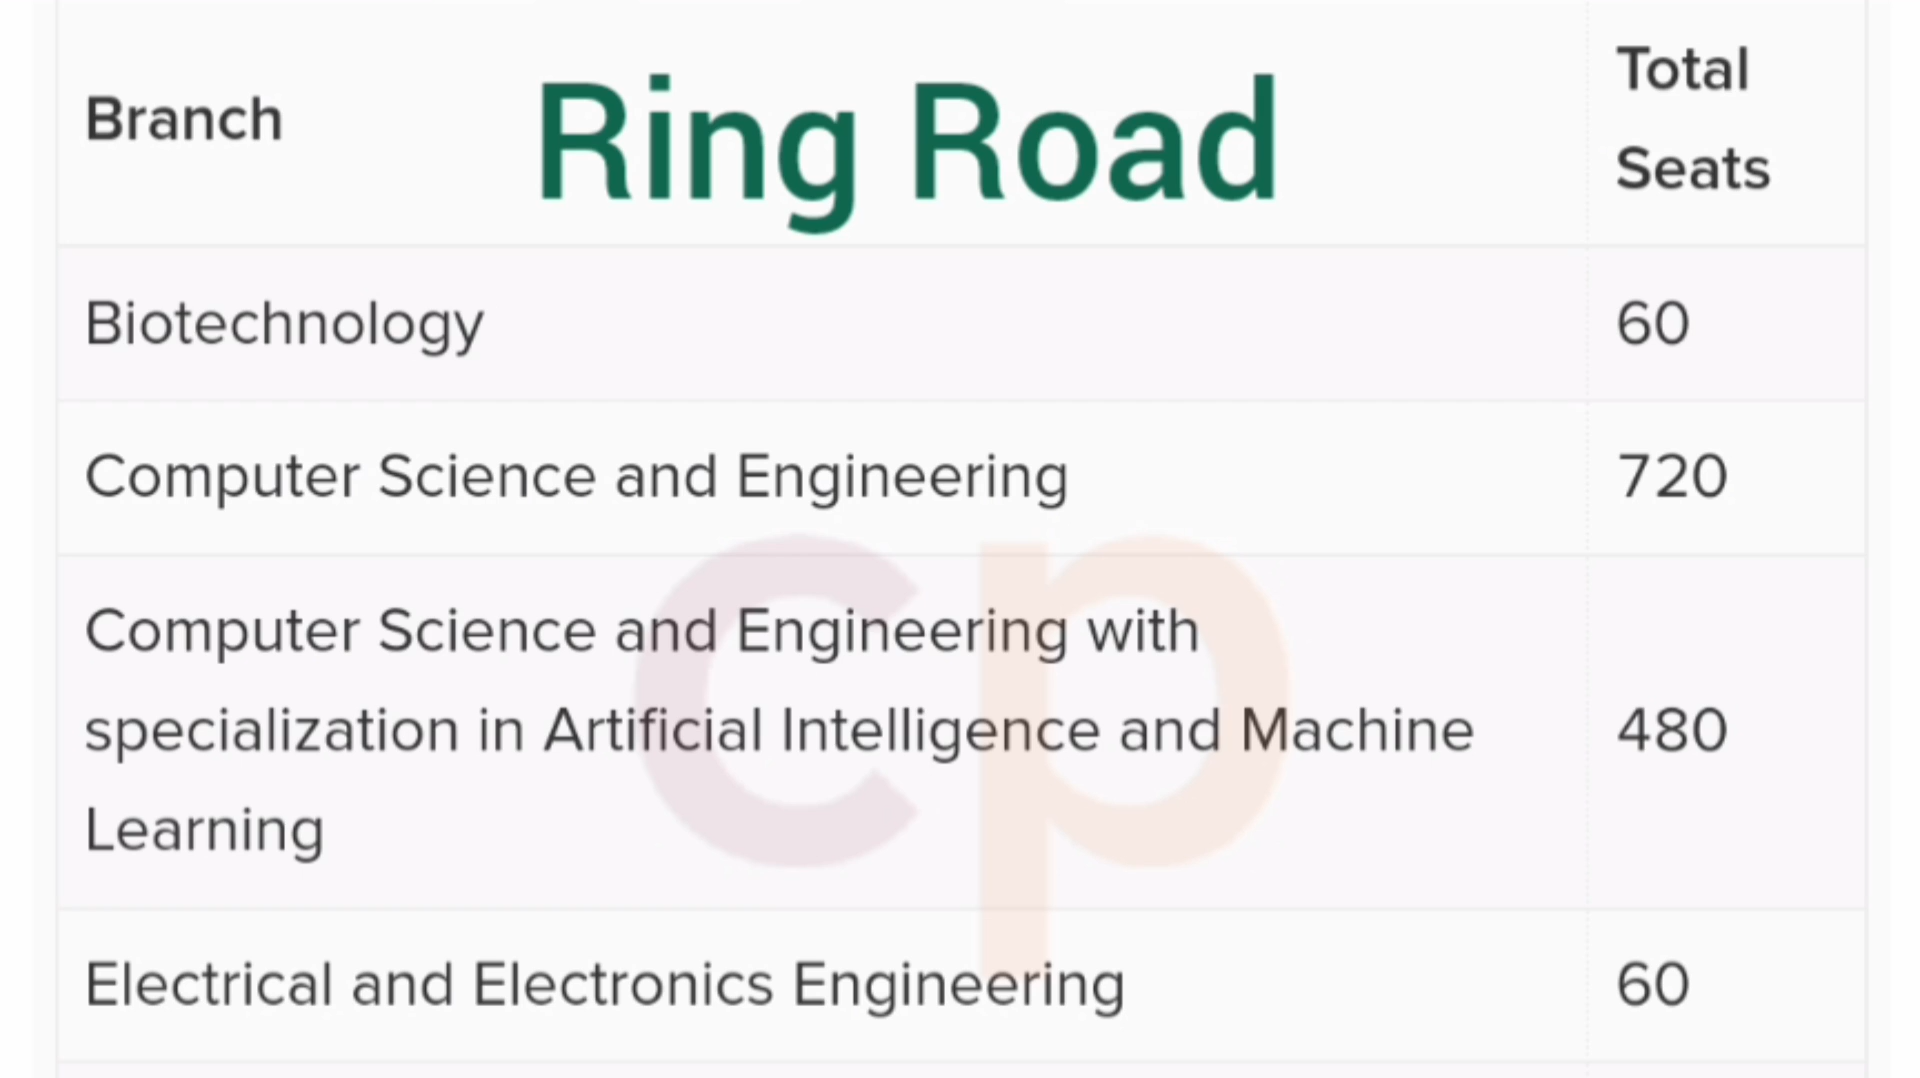 Branch
Ring Road
Total
Seats
Biotechnology
60
Computer Science and Engineering
720
Computer Science and Engineering with
specialization in Artificial Intelligence and Machine
Learning
480
Electrical and Electronics Engineering
60
cp